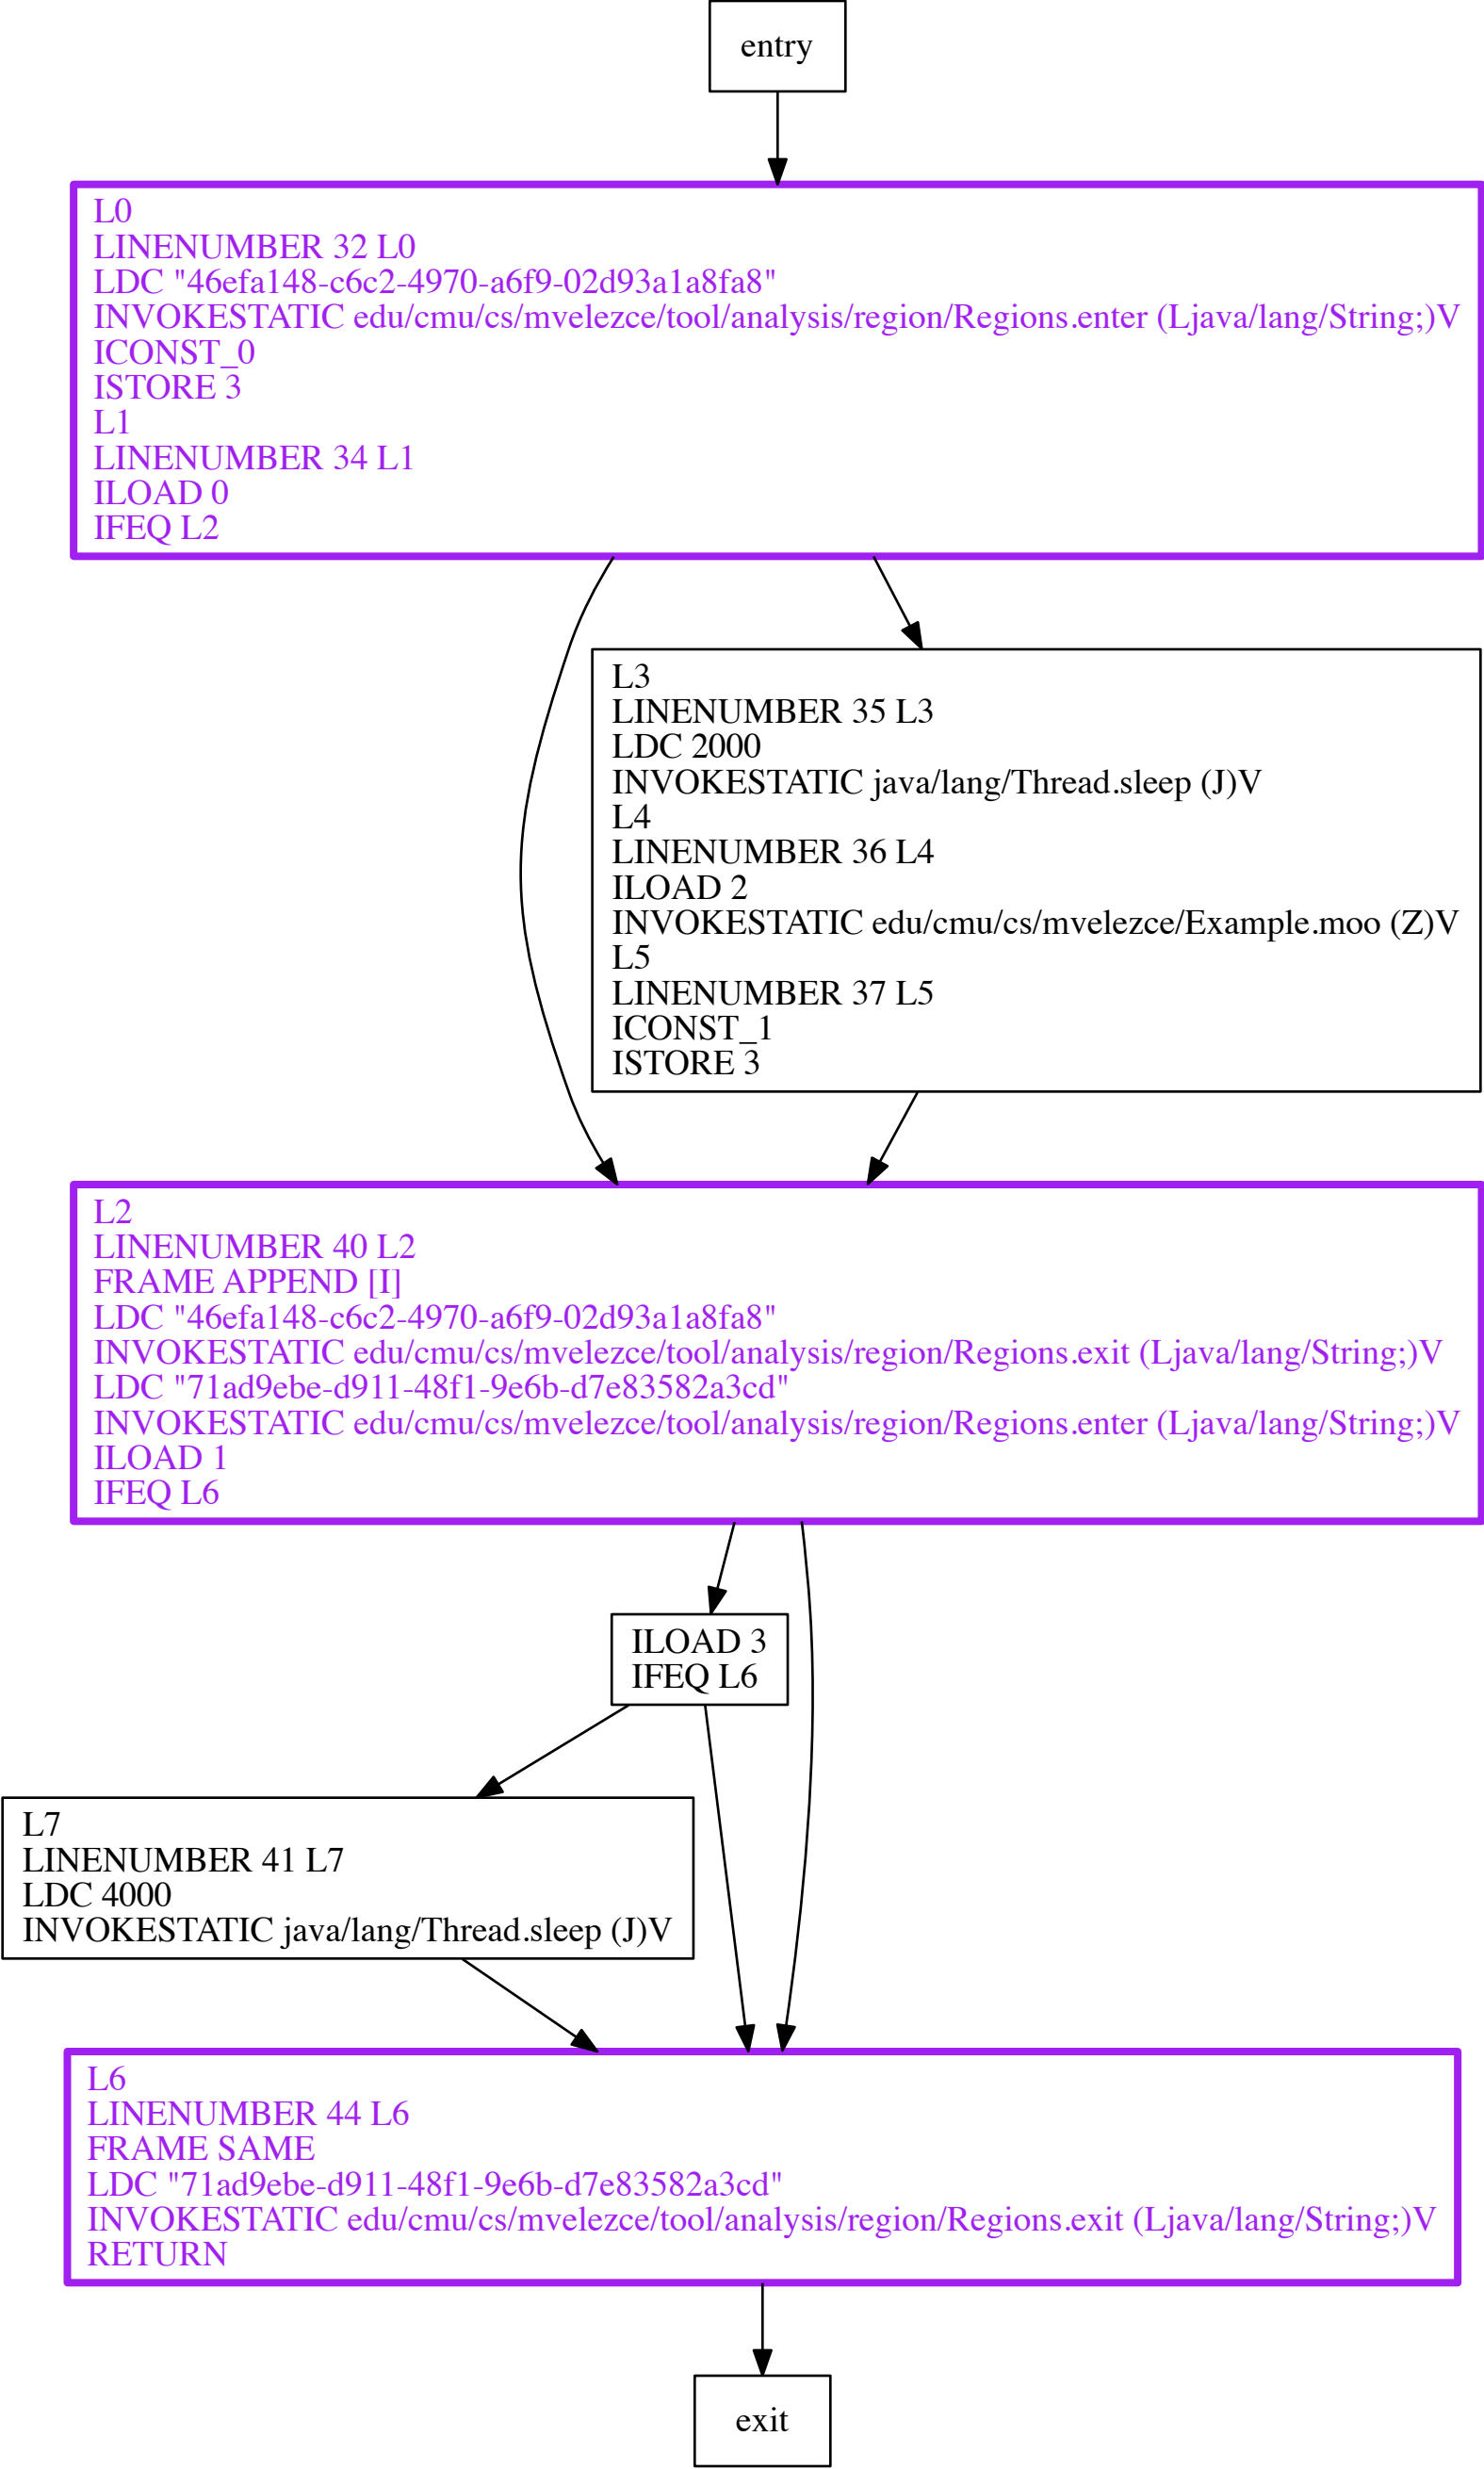 entry
L0
LINENUMBER 32 L0
LDC "46efa148-c6c2-4970-a6f9-02d93a1a8fa8"
INVOKESTATIC edu/cmu/cs/mvelezce/tool/analysis/region/Regions.enter (Ljava/lang/String;)V
ICONST_0
ISTORE 3
L1
LINENUMBER 34 L1
ILOAD 0
IFEQ L2
L3
LINENUMBER 35 L3
LDC 2000
INVOKESTATIC java/lang/Thread.sleep (J)V
L4
LINENUMBER 36 L4
ILOAD 2
INVOKESTATIC edu/cmu/cs/mvelezce/Example.moo (Z)V
L5
LINENUMBER 37 L5
ICONST_1
ISTORE 3
L2
LINENUMBER 40 L2
FRAME APPEND [I]
LDC "46efa148-c6c2-4970-a6f9-02d93a1a8fa8"
INVOKESTATIC edu/cmu/cs/mvelezce/tool/analysis/region/Regions.exit (Ljava/lang/String;)V
LDC "71ad9ebe-d911-48f1-9e6b-d7e83582a3cd"
INVOKESTATIC edu/cmu/cs/mvelezce/tool/analysis/region/Regions.enter (Ljava/lang/String;)V
ILOAD 1
IFEQ L6
ILOAD 3
IFEQ L6
L7
LINENUMBER 41 L7
LDC 4000
INVOKESTATIC java/lang/Thread.sleep (J)V
L6
LINENUMBER 44 L6
FRAME SAME
LDC "71ad9ebe-d911-48f1-9e6b-d7e83582a3cd"
INVOKESTATIC edu/cmu/cs/mvelezce/tool/analysis/region/Regions.exit (Ljava/lang/String;)V
RETURN
exit